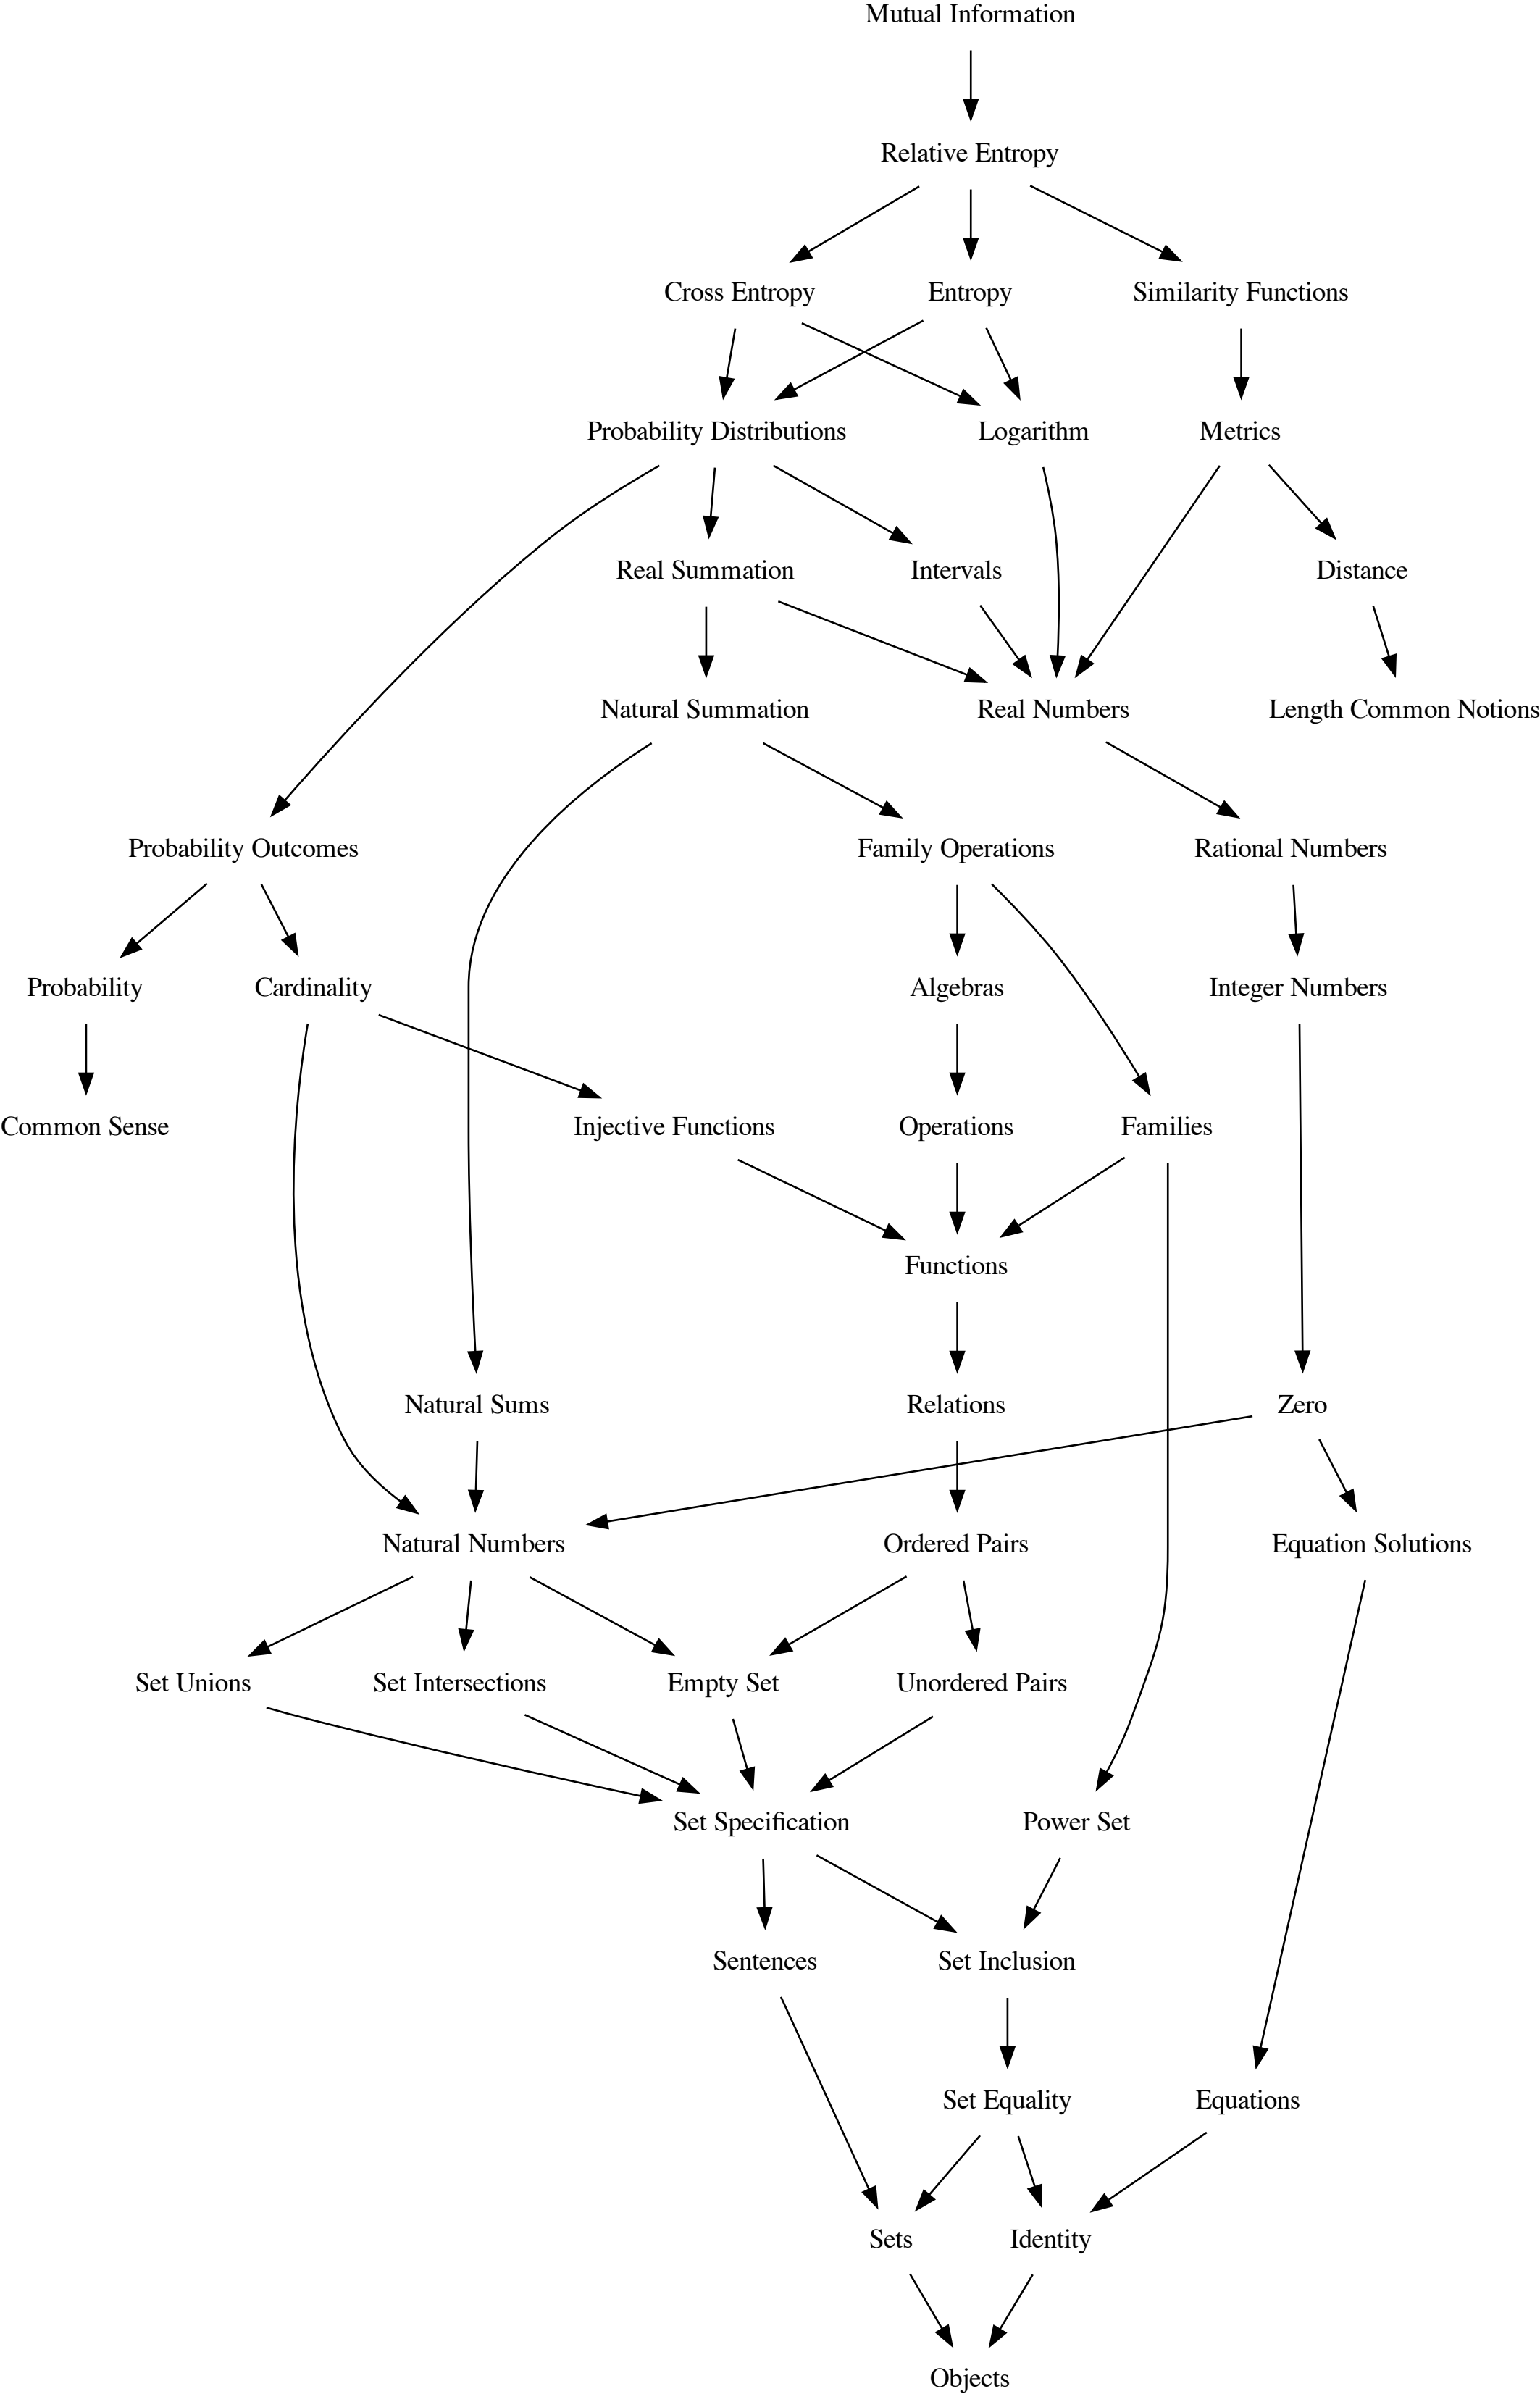 Mutual Information
Relative Entropy
Cross Entropy
Entropy
Similarity Functions
Probability Distributions
Logarithm
Metrics
Real Summation
Intervals
Distance
Natural Summation
Real Numbers
Length Common Notions
Probability Outcomes
Family Operations
Rational Numbers
Probability
Cardinality
Algebras
Integer Numbers
Common Sense
Injective Functions
Operations
Families
Functions
Natural Sums
Relations
Zero
Natural Numbers
Ordered Pairs
Equation Solutions
Set Unions
Set Intersections
Empty Set
Unordered Pairs
Set Specification
Power Set
Sentences
Set Inclusion
Set Equality
Equations
Sets
Identity
Objects